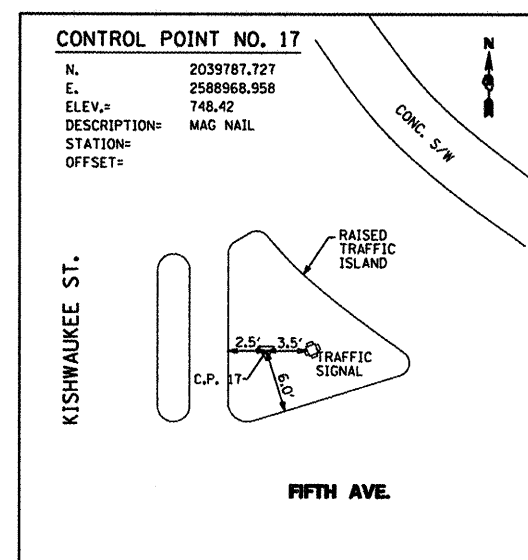 CONTROL POINT NO. 17
N. 2039787.727
E. 2588968.958
ELEV.= 748.42
DESCRIPTION= MAG NAIL
STATION=
OFFSET=
N
CONC. S/W
KISHWAUKEE ST.
RAISED
TRAFFIC
ISLAND
2.5' 3.5'
TRAFFIC
SIGNAL
C.P. 17
6.0'
FIFTH AVE.